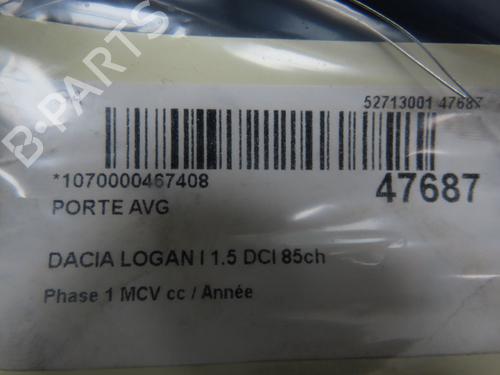 B-PARTS
52713001 47687
*1070000467408
47687
PORTE AVG
DACIA LOGAN I 1.5 DCI 85ch
Phase 1 MCV cc / Année